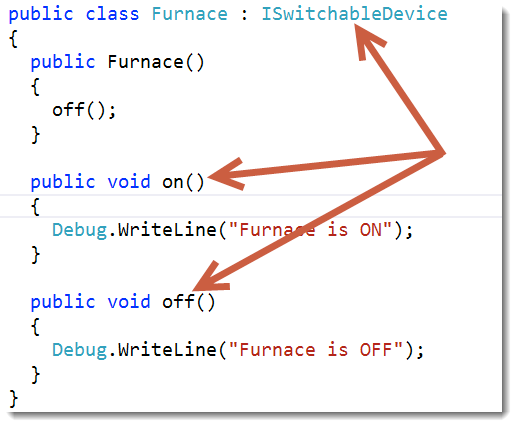 public class Furnace : ISwitchableDevice
{
  public Furnace()
  {
    off();
  }
  public void on()
  {
    Debug.WriteLine("Furnace is ON");
  }
  public void off()
  {
    Debug.WriteLine("Furnace is OFF");
  }
}